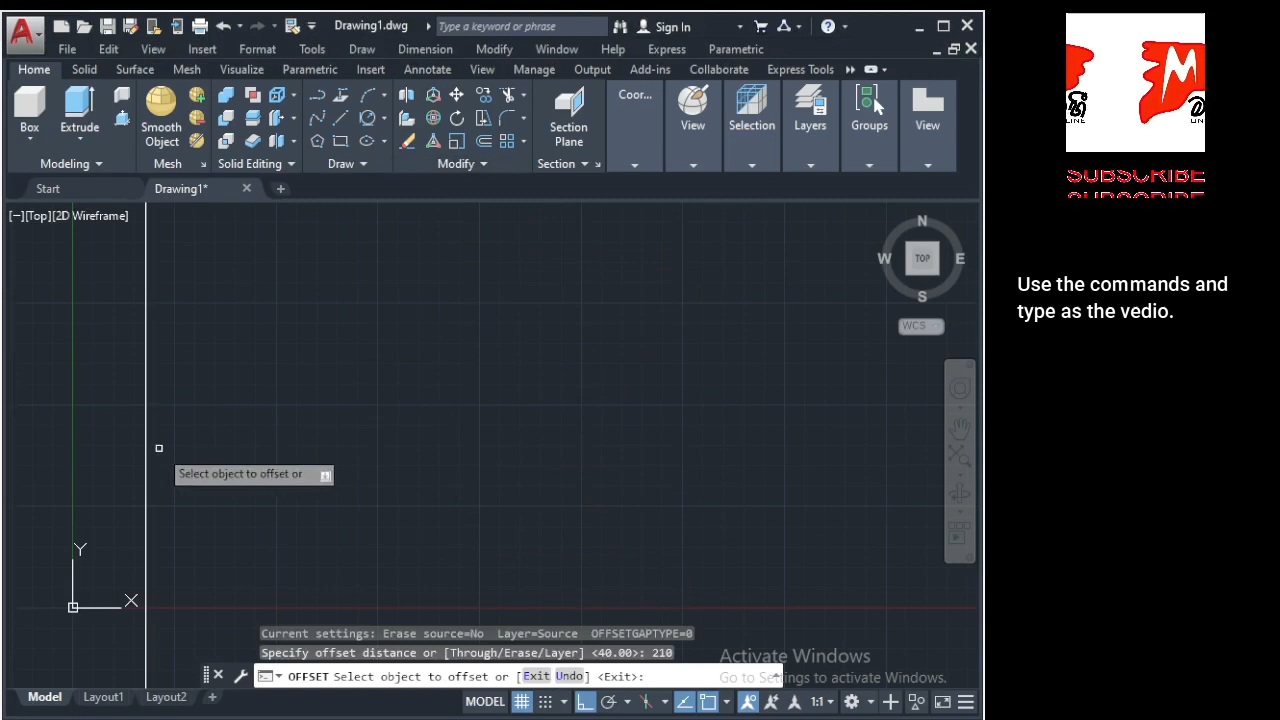 Drawing1.dwg
Type a keyword or phrase
Sign In
File Edit View Insert Format Tools Draw Dimension Modify Window Help Express Parametric
Home Solid Surface Mesh Visualize Parametric Insert Annotate View Manage Output Add-ins Collaborate Express Tools
Box
Extrude
Smooth
Object
Section
Plane
Coor...
View
Selection
Layers
Groups
View
Modeling
Mesh
Solid Editing
Draw
Modify
Section
Start
Drawing1*
[−][Top][2D Wireframe]
N
W
TOP
E
S
WCS
Select object to offset or
Y
X
Current settings: Erase source=No Layer=Source OFFSETGAPTYPE=0
Specify offset distance or [Through/Erase/Layer] <40.00>: 210
OFFSET Select object to offset or [Exit Undo] <Exit>:
Activate Windows
Go to Settings to activate Windows.
Model Layout1 Layout2
MODEL
1:1
SUBSCRIBE
Use the commands and
type as the vedio.